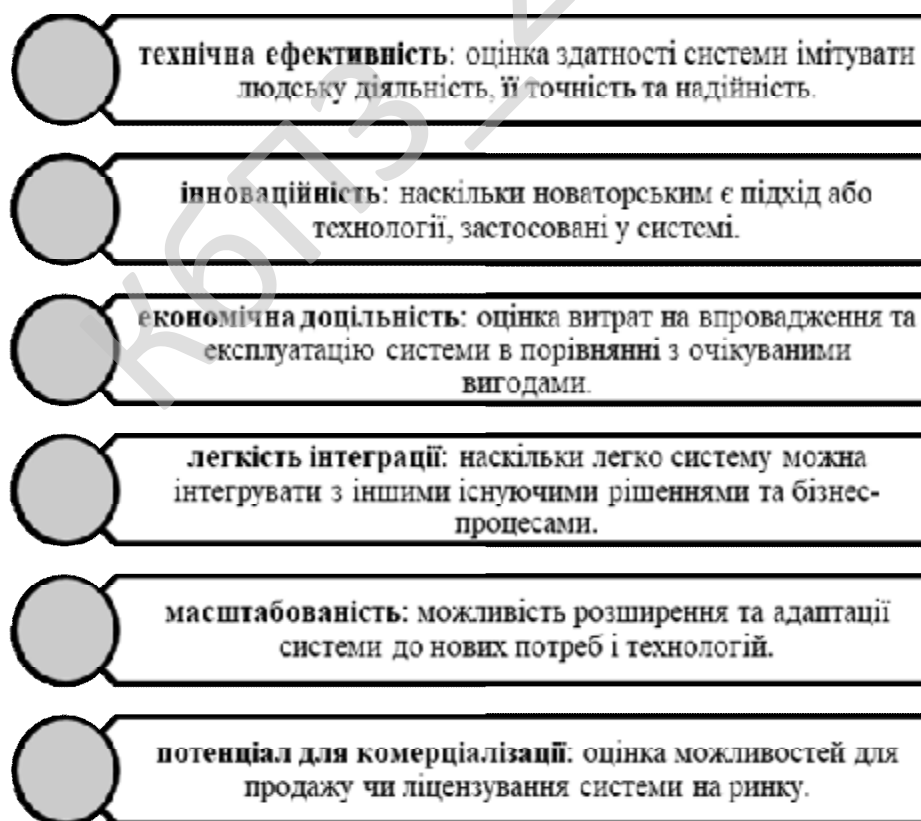 технічна ефективність: оцінка здатності системи імітувати
людську діяльність, її точність та надійність.
інноваційність: наскільки новаторським є підхід або
технології, застосовані у системі.
економічна доцільність: оцінка витрат на впровадження та
експлуатацію системи в порівнянні з очікуваними
вигодами.
легкість інтеграції: наскільки легко систему можна
інтегрувати з іншими існуючими рішеннями та бізнес-
процесами.
масштабованість: можливість розширення та адаптації
системи до нових потреб і технологій.
потенціал для комерціалізації: оцінка можливостей для
продажу чи ліцензування системи на ринку.
КбПЗ_2